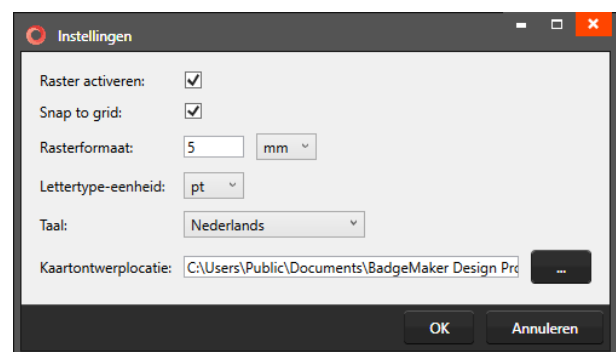 Instellingen
Raster activeren:
Snap to grid:
Rasterformaat: 5 mm
Lettertype-eenheid: pt
Taal: Nederlands
Kaartontwerplocatie: C:\Users\Public\Documents\BadgeMaker Design Pro ...
OK Annuleren